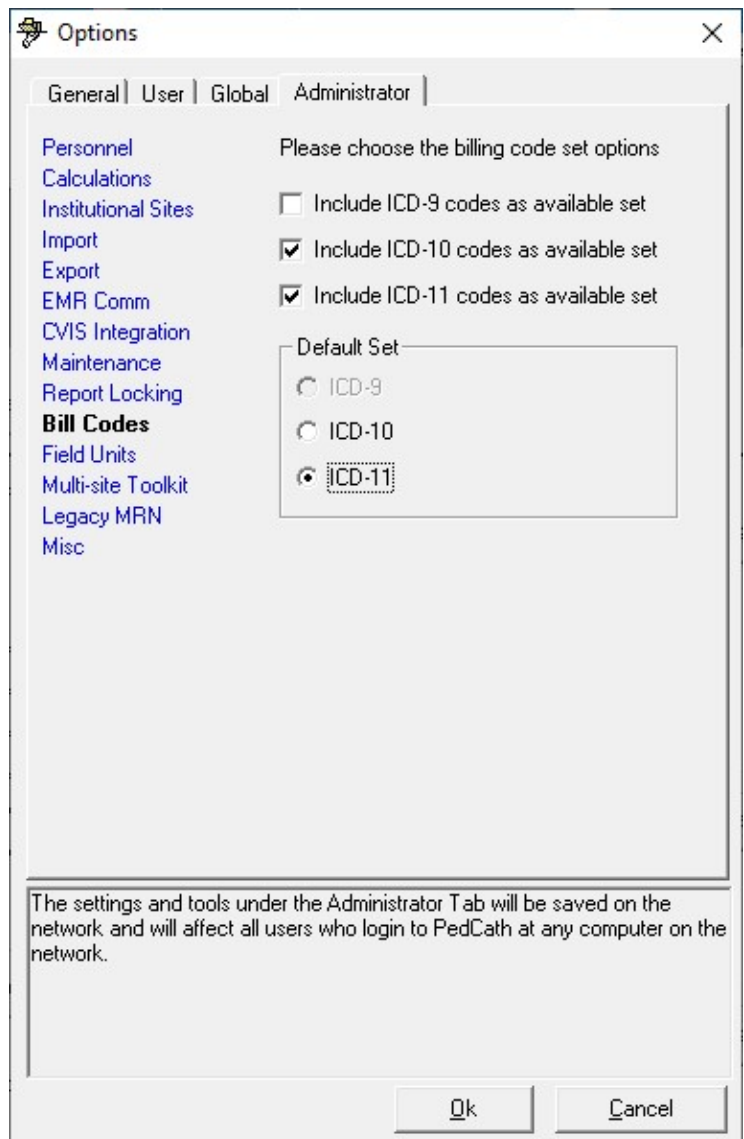 Options
General User Global Administrator
Personnel
Calculations
Institutional Sites
Import
Export
EMR Comm
CVIS Integration
Maintenance
Report Locking
Bill Codes
Field Units
Multi-site Toolkit
Legacy MRN
Misc
Please choose the billing code set options
Include ICD-9 codes as available set
Include ICD-10 codes as available set
Include ICD-11 codes as available set
Default Set
ICD-9
ICD-10
ICD-11
The settings and tools under the Administrator Tab will be saved on the
network and will affect all users who login to PedCath at any computer on the
network.
Ok Cancel